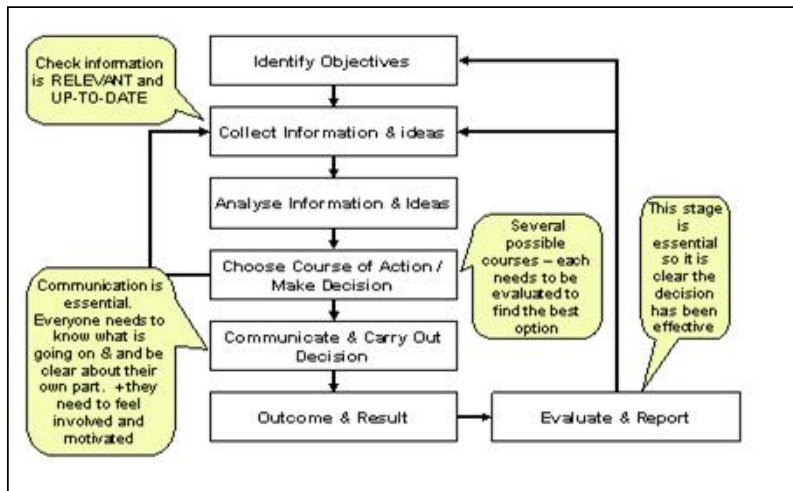 Identify Objectives
Check information
is RELEVANT and
UP-TO-DATE
Collect Information & ideas
Analyse Information & Ideas
Several
possible
courses – each
needs to be
evaluated to
find the best
option
This stage
is
essential
so it is
clear the
decision
has been
effective
Choose Course of Action /
Make Decision
Communication is
essential.
Everyone needs to
know what is
going on & and be
clear about their
own part. + they
need to feel
involved and
motivated
Communicate & Carry Out
Decision
Outcome & Result
Evaluate & Report